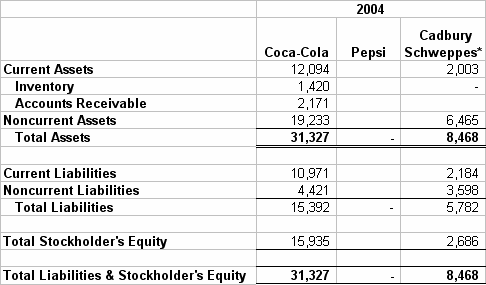 2004
Coca-Cola Pepsi Cadbury Schweppes*
Current Assets 12,094 2,003
Inventory 1,420 -
Accounts Receivable 2,171
Noncurrent Assets 19,233 6,465
Total Assets 31,327 - 8,468
Current Liabilities 10,971 2,184
Noncurrent Liabilities 4,421 3,598
Total Liabilities 15,392 - 5,782
Total Stockholder's Equity 15,935 2,686
Total Liabilities & Stockholder's Equity 31,327 - 8,468